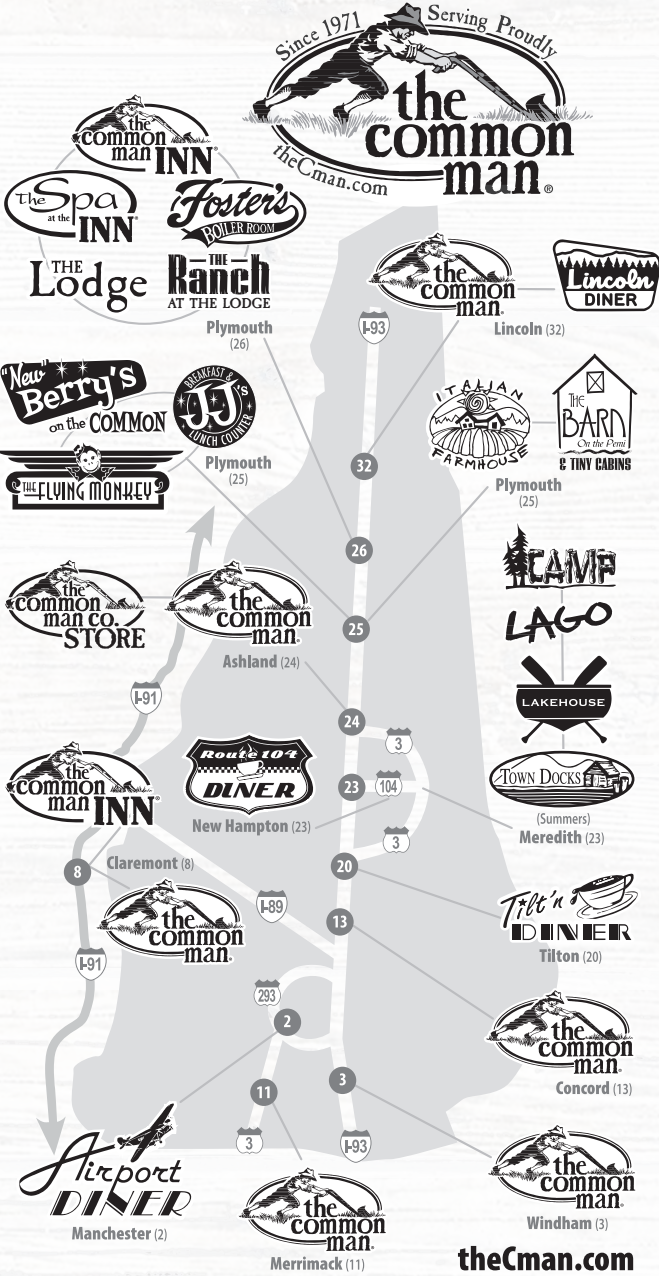 Since 1971
Serving Proudly
the
common
man®
theCman.com
the
common
man INN®
The Spa
at the
INN®
Foster's
BOILER ROOM
THE
Lodge
THE
Ranch
AT THE LODGE
Plymouth
(26)
the
common
man®
Lincoln
DINER
Lincoln (32)
I-93
"New"
Berry's
on the COMMON
BREAKFAST &
JJ's
LUNCH COUNTER
THE FLYING MONKEY
Plymouth
(25)
ITALIAN
FARMHOUSE
THE
BARN
On the Pemi
& TINY CABINS
Plymouth
(25)
32
26
25
the
common
man co.
STORE
the
common
man®
Ashland (24)
CAMP
LAGO
LAKEHOUSE
TOWN DOCKS
(Summers)
Meredith (23)
I-91
24
3
23
104
3
20
Route 104
DINER
New Hampton (23)
the
common
man INN®
Claremont (8)
8
the
common
man®
I-89
13
Tilt'n
DINER
Tilton (20)
I-91
293
2
11
3
3
I-93
the
common
man®
Concord (13)
Airport
DINER
Manchester (2)
the
common
man®
Merrimack (11)
the
common
man®
Windham (3)
theCman.com